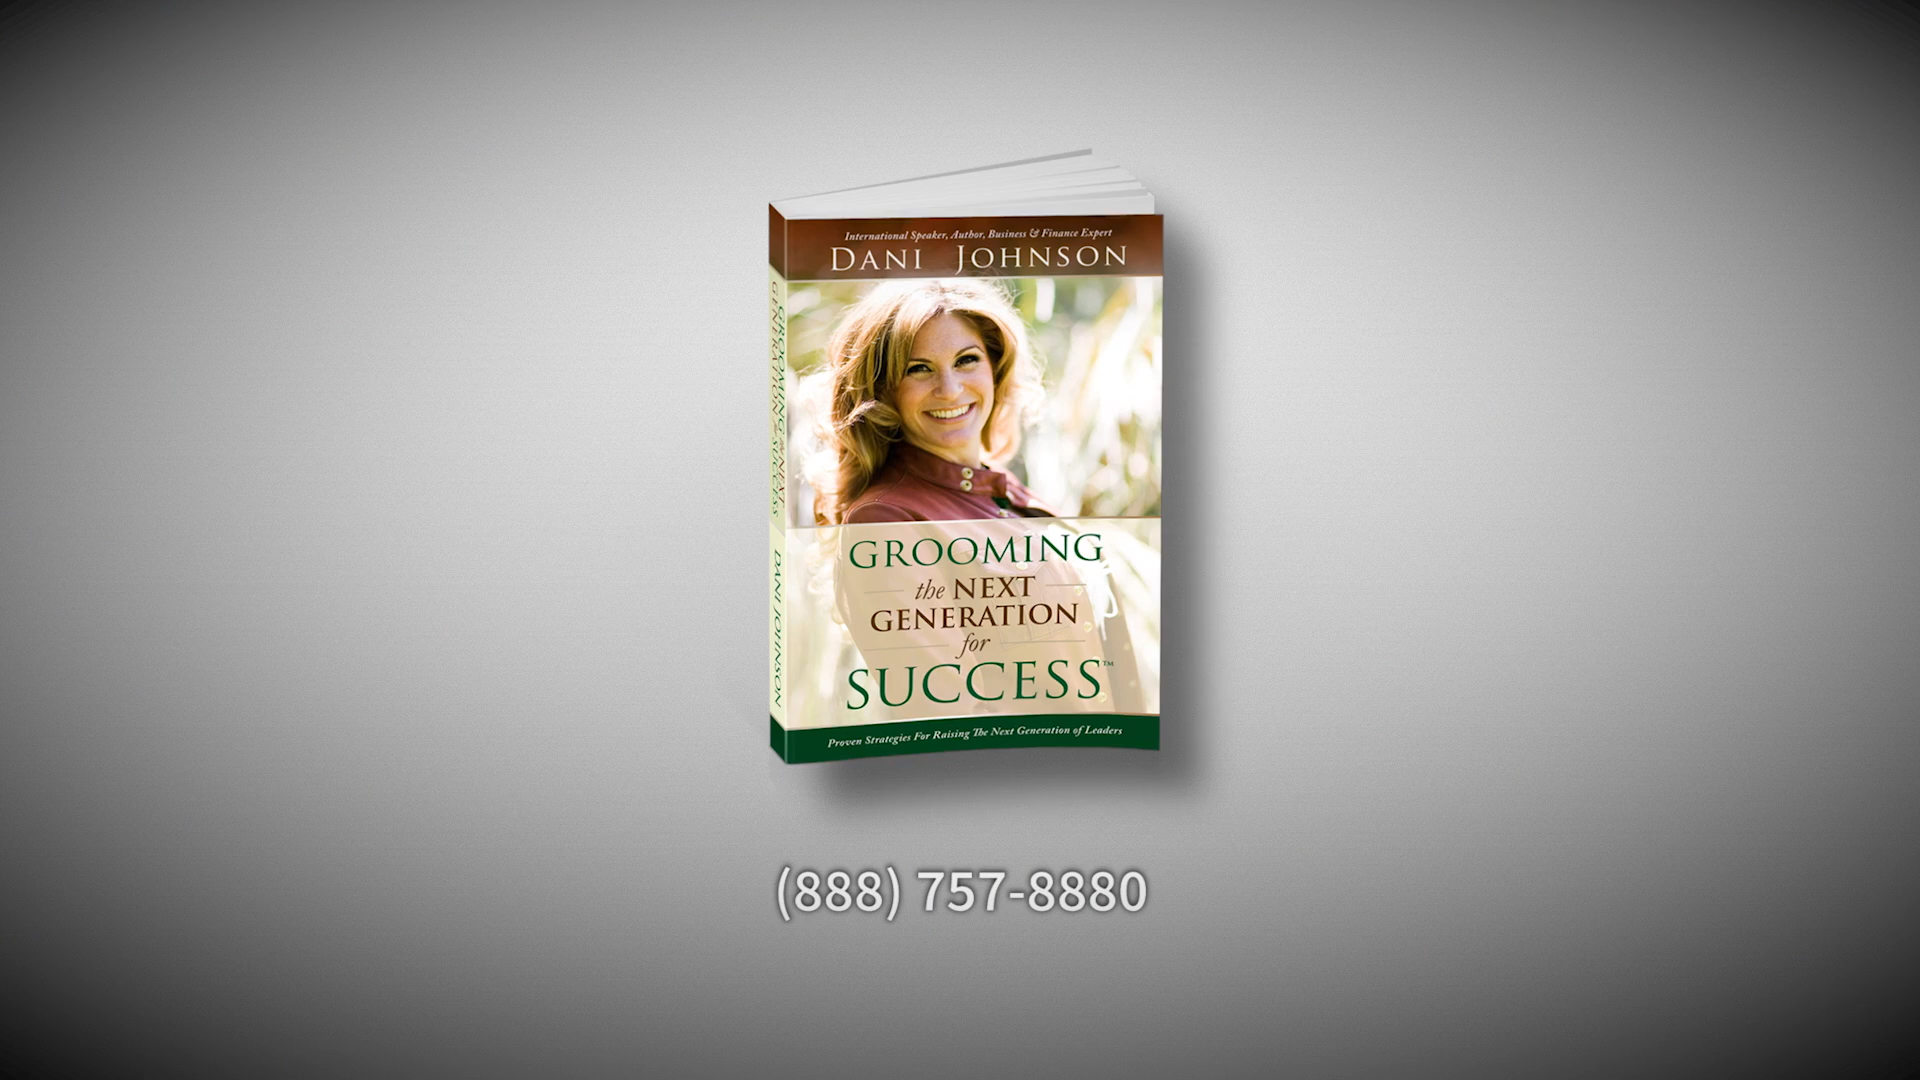 International Speaker, Author, Business & Finance Expert
DANI JOHNSON
GROOMING
the NEXT
GENERATION
for
SUCCESS™
Proven Strategies For Raising The Next Generation of Leaders
GROOMING the NEXT
GENERATION for SUCCESS
DANI JOHNSON
(888) 757-8880